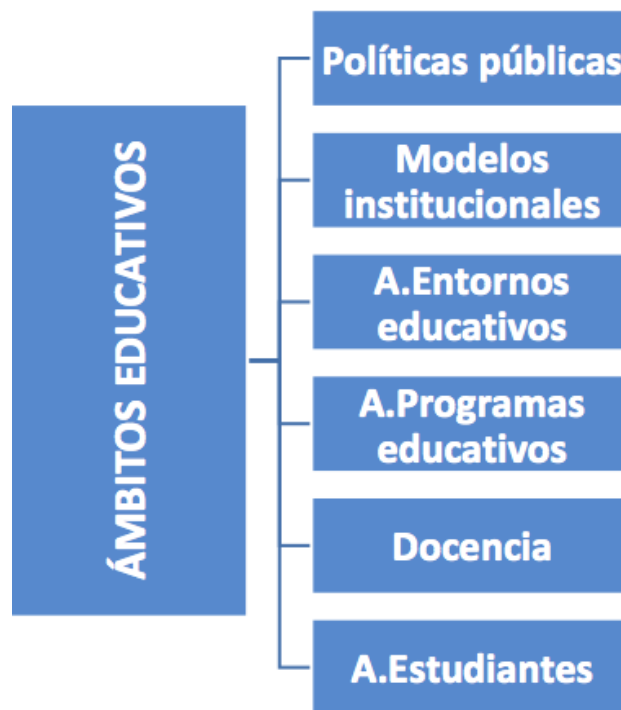 ÁMBITOS EDUCATIVOS
Políticas públicas
Modelos
institucionales
A.Entornos
educativos
A.Programas
educativos
Docencia
A.Estudiantes